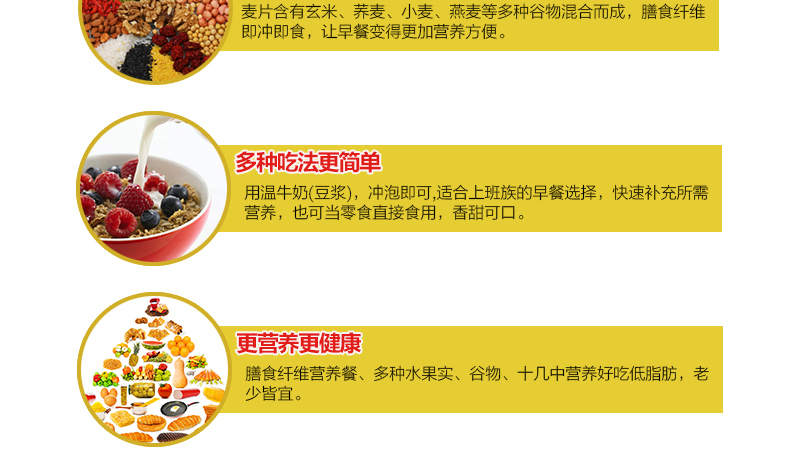 麦片含有玄米、荞麦、小麦、燕麦等多种谷物混合而成，膳食纤维
即冲即食，让早餐变得更加营养方便。
多种吃法更简单
用温牛奶(豆浆)，冲泡即可,适合上班族的早餐选择，快速补充所需
营养，也可当零食直接食用，香甜可口。
更营养更健康
膳食纤维营养餐、多种水果实、谷物、十几中营养好吃低脂肪，老
少皆宜。